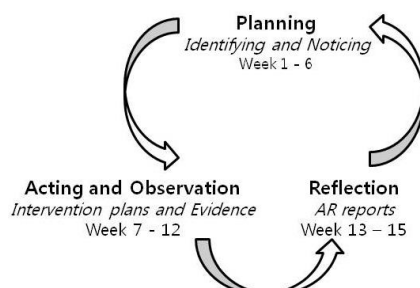 Planning
Identifying and Noticing
Week 1 - 6
Acting and Observation
Intervention plans and Evidence
Week 7 - 12
Reflection
AR reports
Week 13 – 15